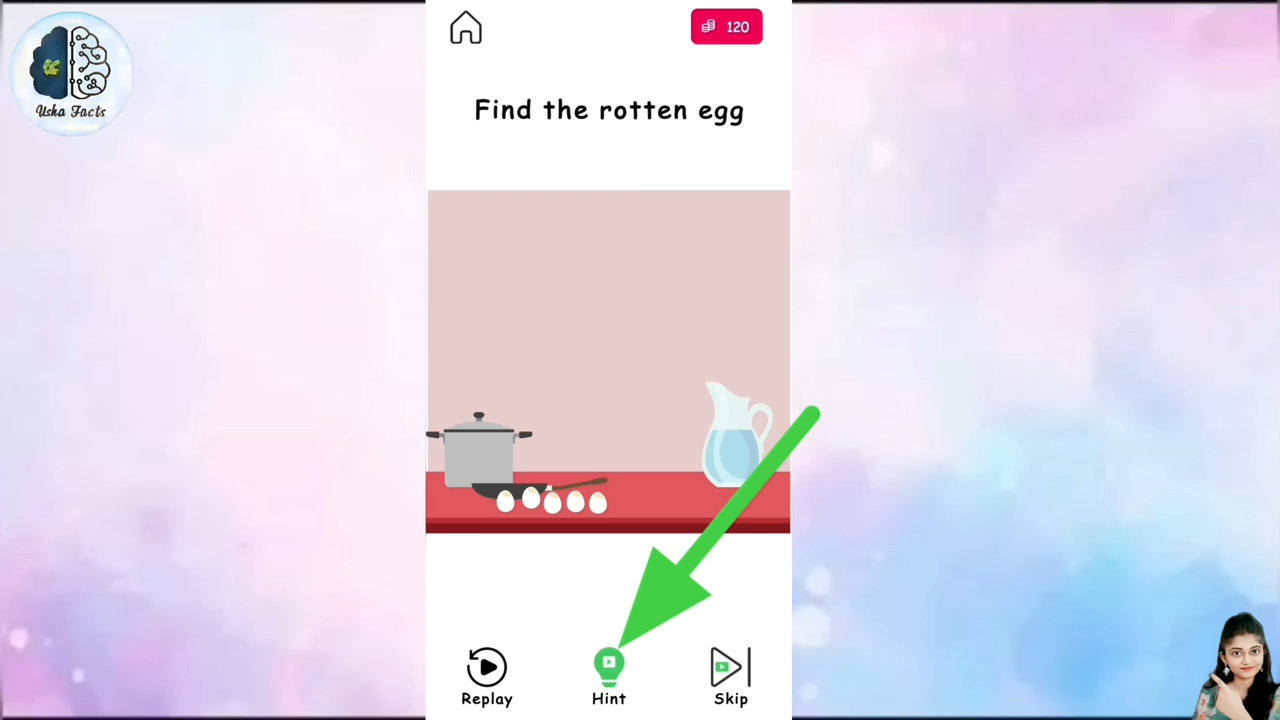 Uska Facts
120
Find the rotten egg
Replay
Hint
Skip